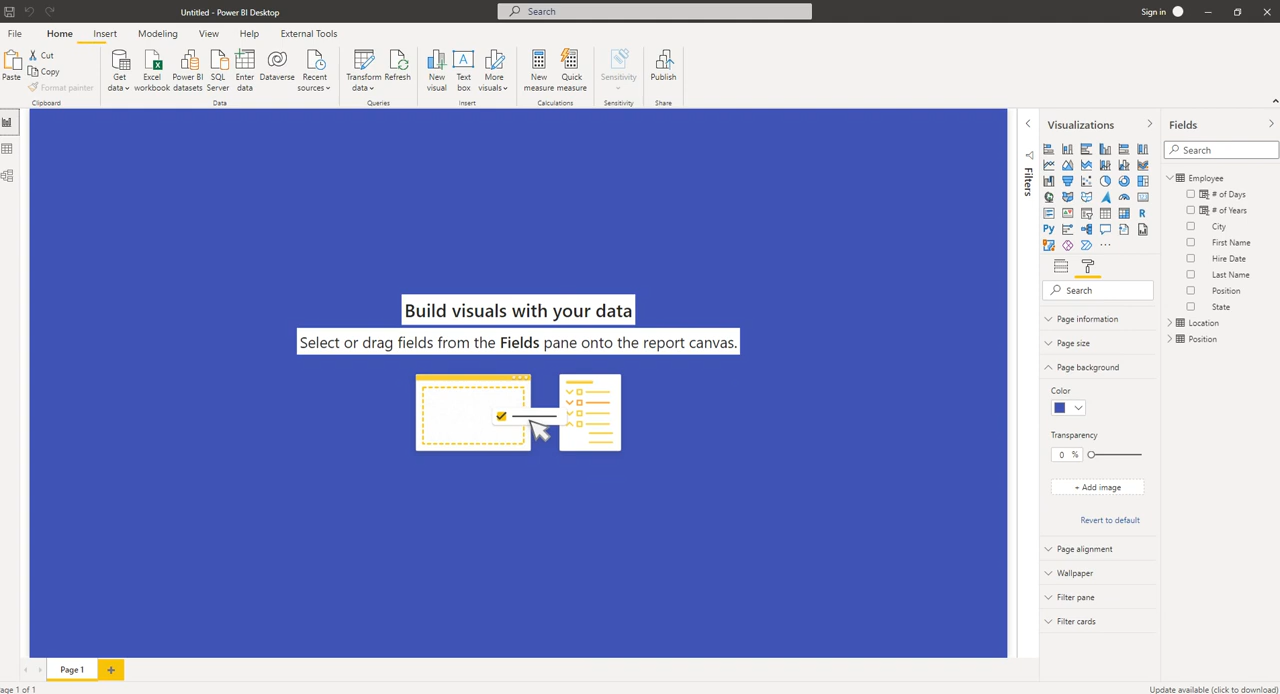 Untitled - Power BI Desktop
Search
Sign in
File Home Insert Modeling View Help External Tools
Paste
Cut
Copy
Format painter
Clipboard
Get data
Excel workbook
Power BI datasets
SQL Server
Enter data
Dataverse
Recent sources
Data
Transform data
Refresh
Queries
New visual
Text box
More visuals
Insert
New measure
Quick measure
Calculations
Sensitivity
Sensitivity
Publish
Share
Build visuals with your data
Select or drag fields from the Fields pane onto the report canvas.
Filters
Visualizations
R
Py
Search
Page information
Page size
Page background
Color
Transparency
0 %
+ Add image
Revert to default
Page alignment
Wallpaper
Filter pane
Filter cards
Fields
Search
Employee
# of Days
# of Years
City
First Name
Hire Date
Last Name
Position
State
Location
Position
Page 1
age 1 of 1
Update available (click to download)